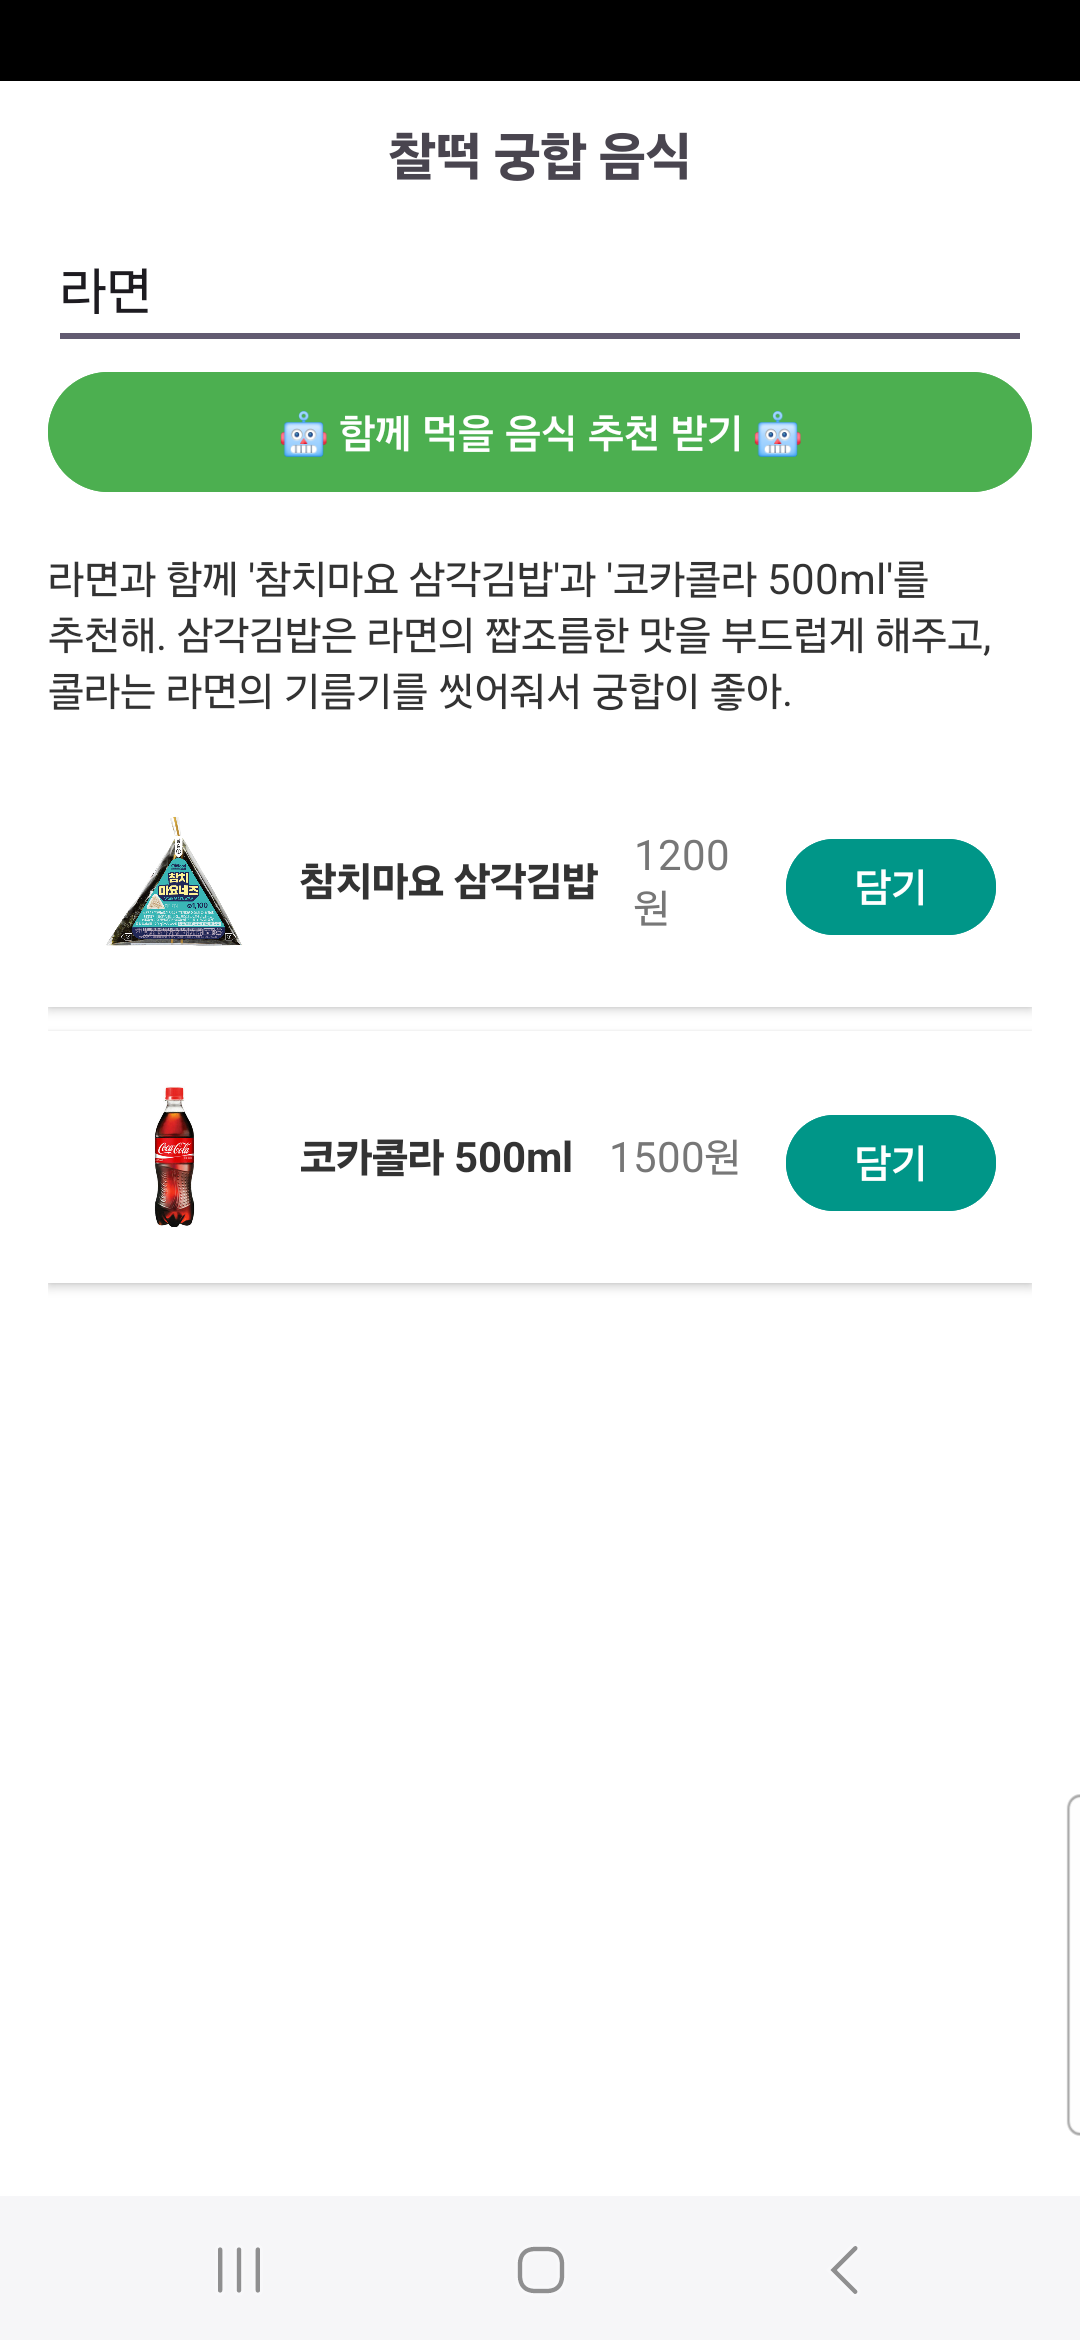 찰떡 궁합 음식
라면
🤖 함께 먹을 음식 추천 받기 🤖
라면과 함께 '참치마요 삼각김밥'과 '코카콜라 500ml'를
추천해. 삼각김밥은 라면의 짭조름한 맛을 부드럽게 해주고,
콜라는 라면의 기름기를 씻어줘서 궁합이 좋아.
참치
마요네즈
1,100
참치마요 삼각김밥
1200
원
담기
Coca-Cola
코카콜라 500ml
1500원
담기